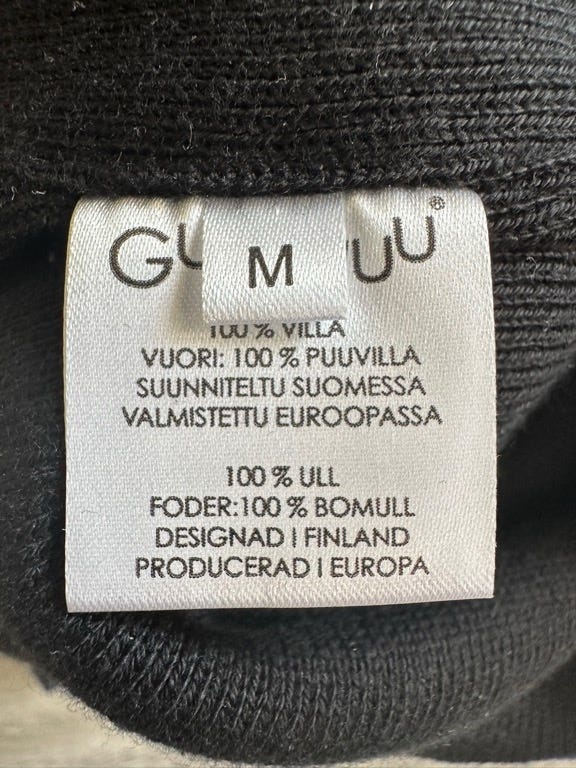 M
100 % VILLA
VUORI: 100 % PUUVILLA
SUUNNITELTU SUOMESSA
VALMISTETTU EUROOPASSA
100 % ULL
FODER:100 % BOMULL
DESIGNAD I FINLAND
PRODUCERAD I EUROPA